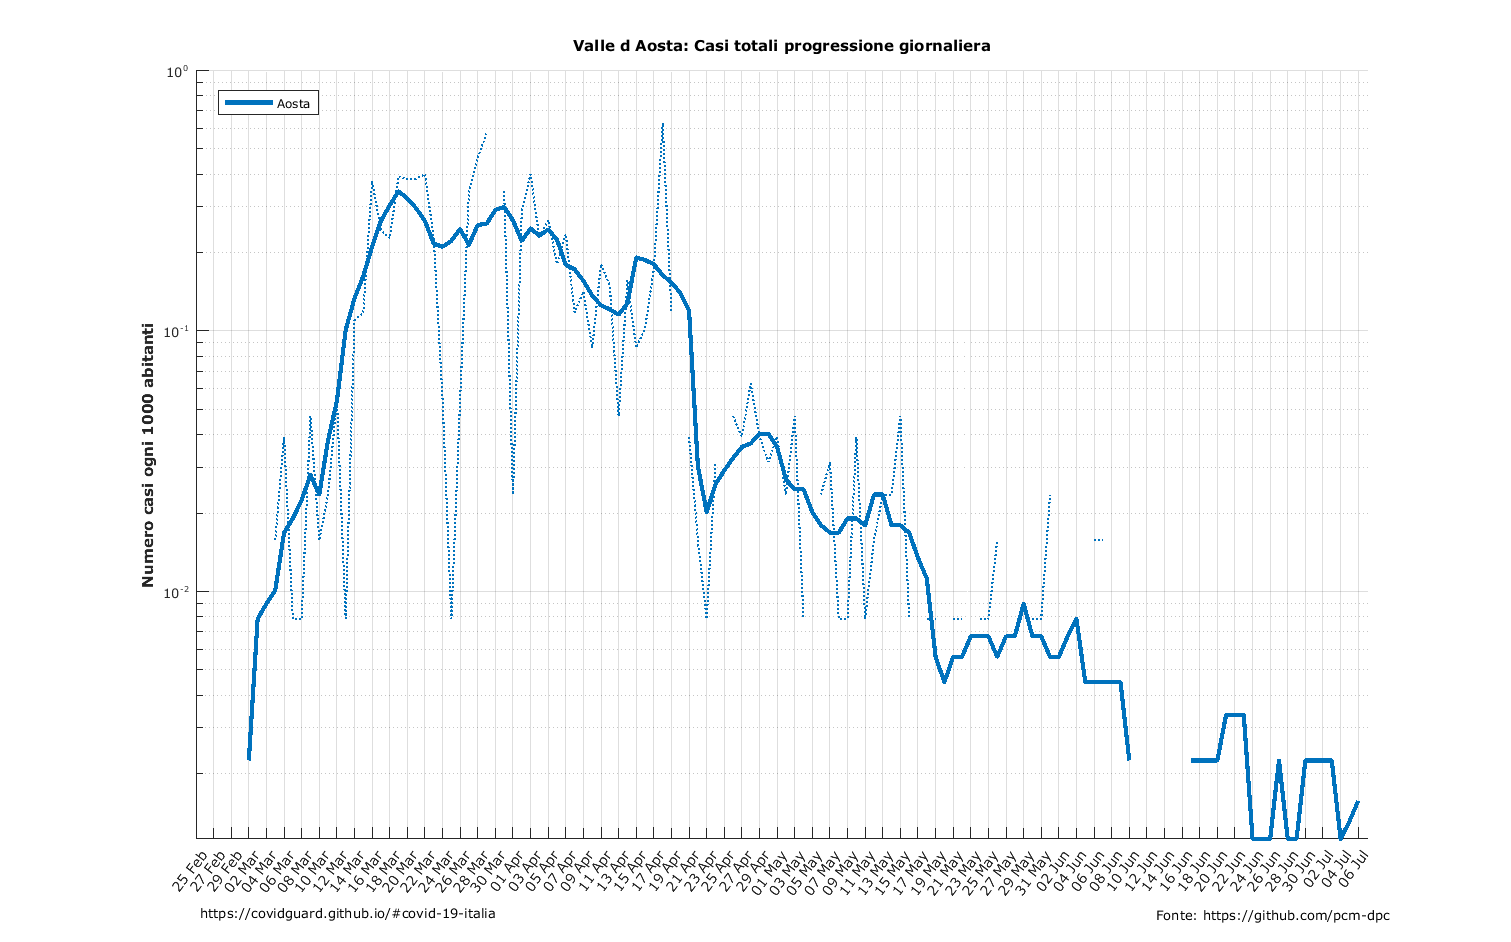 Valle d Aosta: Casi totali progressione giornaliera
10^0
Aosta
10^-1
10^-2
Numero casi ogni 1000 abitanti
25 Feb
27 Feb
29 Feb
02 Mar
04 Mar
06 Mar
08 Mar
10 Mar
12 Mar
14 Mar
16 Mar
18 Mar
20 Mar
22 Mar
24 Mar
26 Mar
28 Mar
30 Mar
01 Apr
03 Apr
05 Apr
07 Apr
09 Apr
11 Apr
13 Apr
15 Apr
17 Apr
19 Apr
21 Apr
23 Apr
25 Apr
27 Apr
29 Apr
01 May
03 May
05 May
07 May
09 May
11 May
13 May
15 May
17 May
19 May
21 May
23 May
25 May
27 May
29 May
31 May
02 Jun
04 Jun
06 Jun
08 Jun
10 Jun
12 Jun
14 Jun
16 Jun
18 Jun
20 Jun
22 Jun
24 Jun
26 Jun
28 Jun
30 Jun
02 Jul
04 Jul
06 Jul
https://covidguard.github.io/#covid-19-italia
Fonte: https://github.com/pcm-dpc